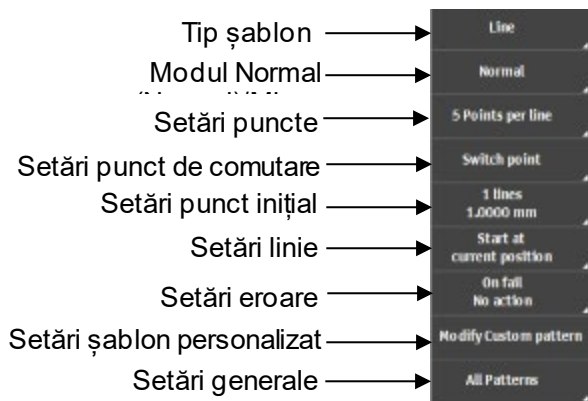 Tip șablon
Line
Modul Normal
Normal
Setări puncte
5 Points per line
Setări punct de comutare
Switch point
Setări punct inițial
1 lines
1.0000 mm
Setări linie
Start at
current position
Setări eroare
On fail
No action
Setări șablon personalizat
Modify Custom pattern
Setări generale
All Patterns